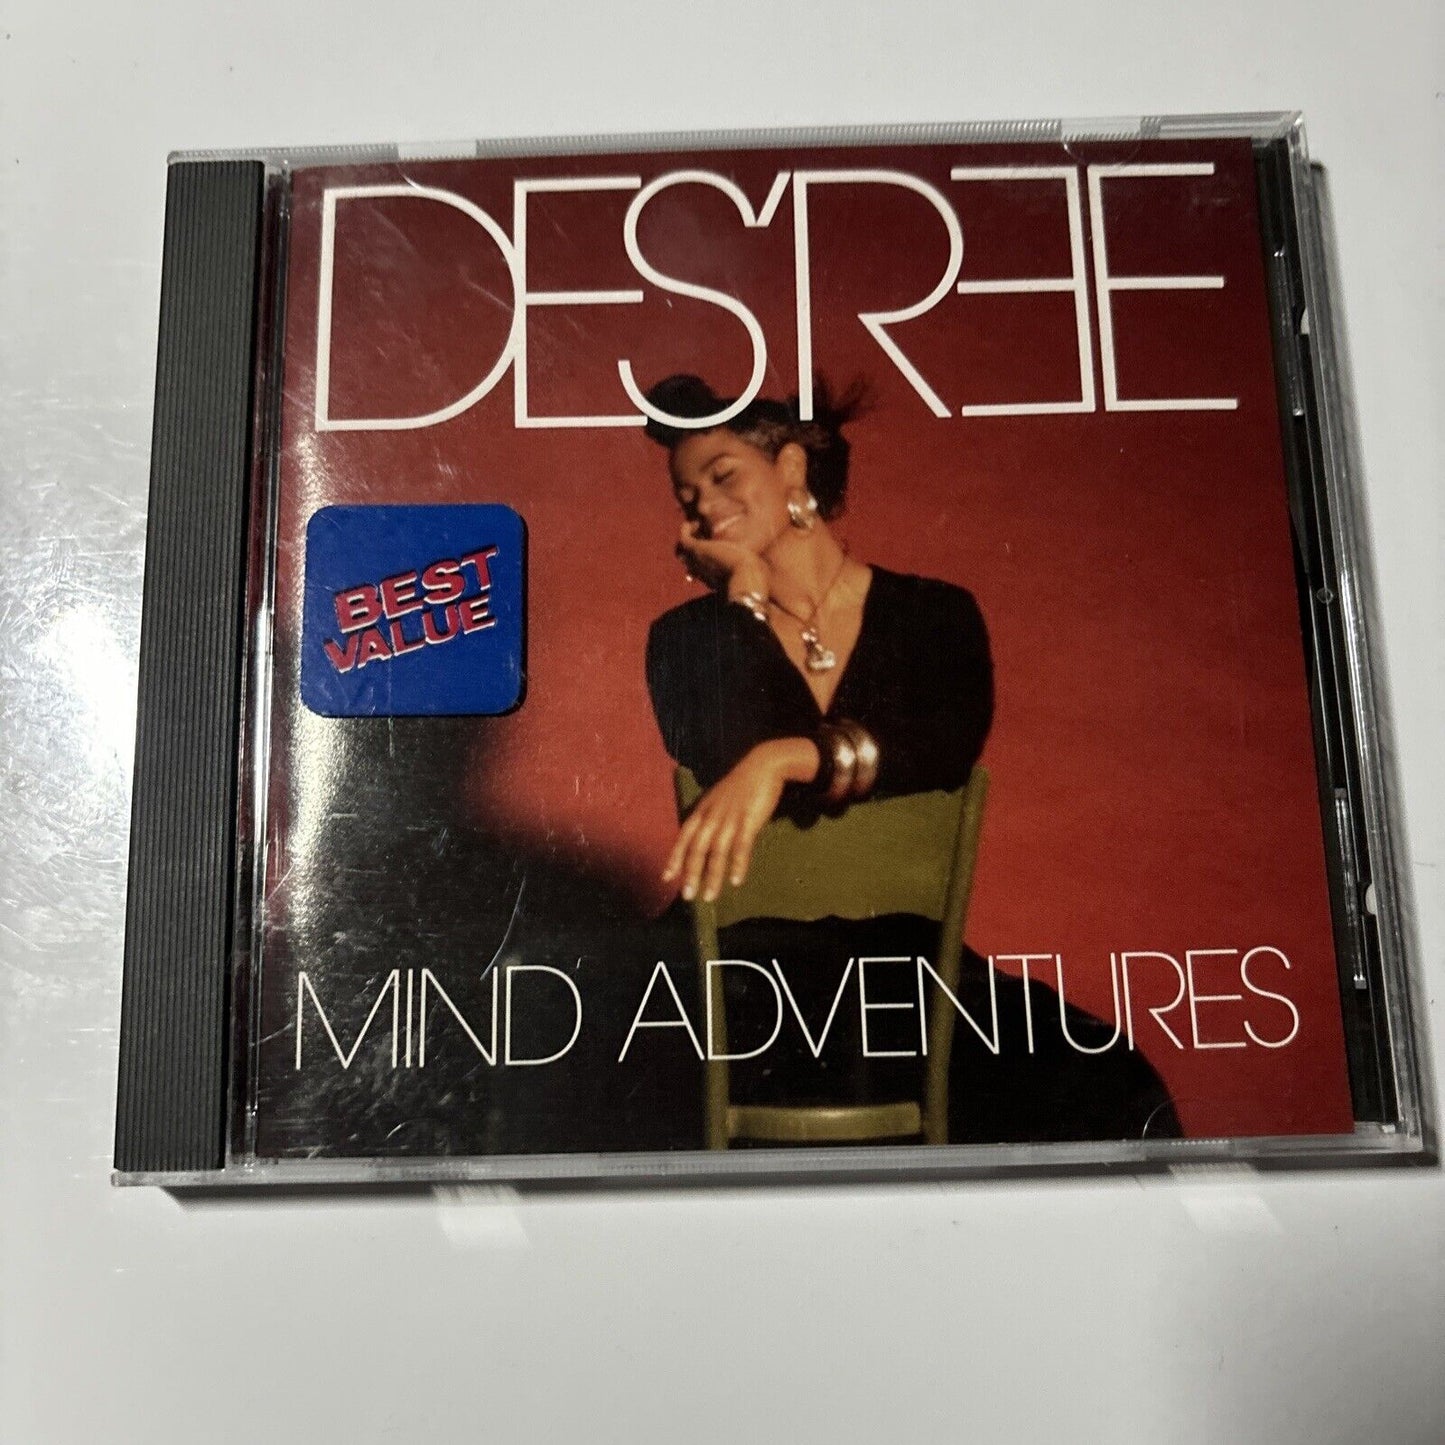 DES'REE
BEST
VALUE
MIND ADVENTURES